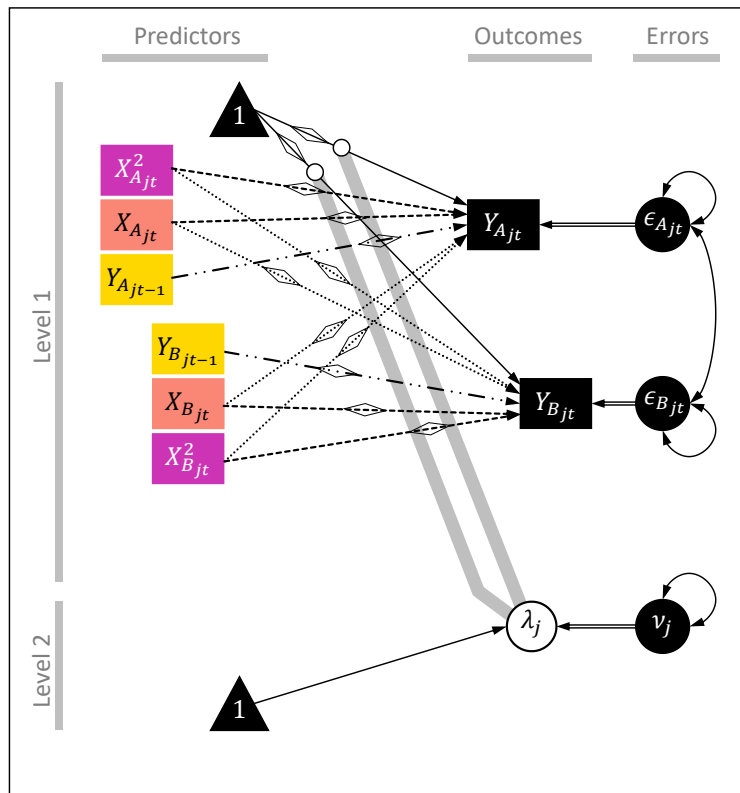 Predictors Outcomes Errors
Level 1
1
X²_{A_{jt}}
X_{A_{jt}}
Y_{A_{jt}}
ϵ_{A_{jt}}
Y_{A_{jt−1}}
Y_{B_{jt−1}}
X_{B_{jt}}
Y_{B_{jt}}
ϵ_{B_{jt}}
X²_{B_{jt}}
Level 2
λ_j
ν_j
1